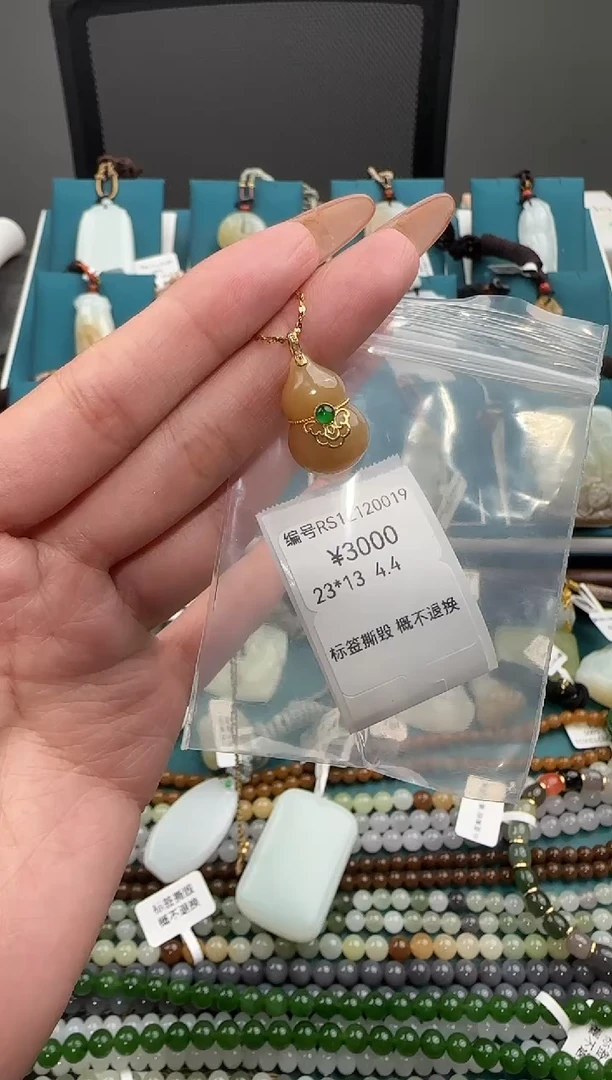 编号RS12120019
¥3000
23*13 4.4
标签撕毁 概不退换
标签撕毁
概不退换